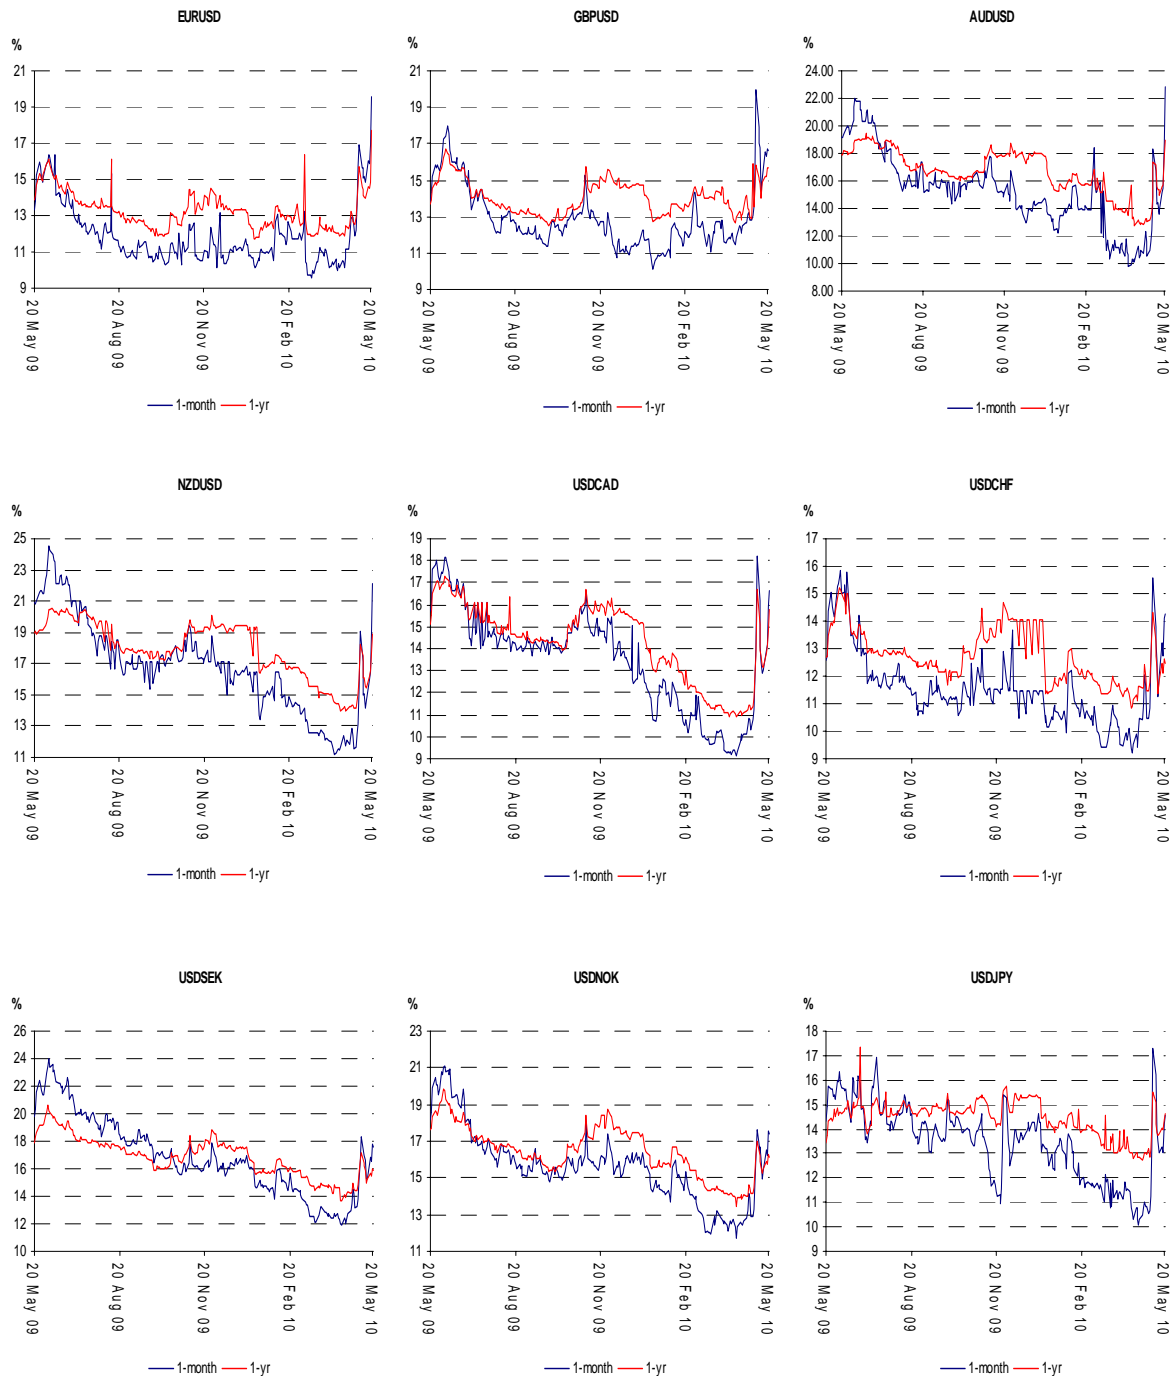 EURUSD
%
21
19
17
15
13
11
9
20 May 09
20 Aug 09
20 Nov 09
20 Feb 10
20 May 10
1-month 1-yr
GBPUSD
%
21
19
17
15
13
11
9
20 May 09
20 Aug 09
20 Nov 09
20 Feb 10
20 May 10
1-month 1-yr
AUDUSD
%
24.00
22.00
20.00
18.00
16.00
14.00
12.00
10.00
8.00
20 May 09
20 Aug 09
20 Nov 09
20 Feb 10
20 May 10
1-month 1-yr
NZDUSD
%
25
23
21
19
17
15
13
11
20 May 09
20 Aug 09
20 Nov 09
20 Feb 10
20 May 10
1-month 1-yr
USDCAD
%
19
18
17
16
15
14
13
12
11
10
9
20 May 09
20 Aug 09
20 Nov 09
20 Feb 10
20 May 10
1-month 1-yr
USDCHF
%
17
16
15
14
13
12
11
10
9
20 May 09
20 Aug 09
20 Nov 09
20 Feb 10
20 May 10
1-month 1-yr
USDSEK
%
26
24
22
20
18
16
14
12
10
20 May 09
20 Aug 09
20 Nov 09
20 Feb 10
20 May 10
1-month 1-yr
USDNOK
%
23
21
19
17
15
13
11
20 May 09
20 Aug 09
20 Nov 09
20 Feb 10
20 May 10
1-month 1-yr
USDJPY
%
18
17
16
15
14
13
12
11
10
9
20 May 09
20 Aug 09
20 Nov 09
20 Feb 10
20 May 10
1-month 1-yr